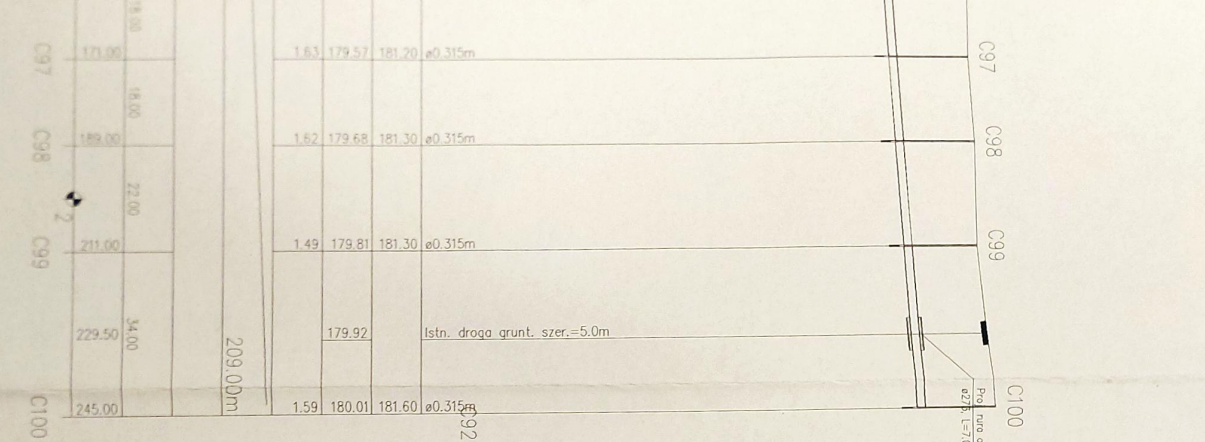 18.00
C97 171.00 1.63 179.57 181.20 ø0.315m C97
18.00
C98 189.00 1.62 179.68 181.30 ø0.315m C98
22.00
2
C99 211.00 1.49 179.81 181.30 ø0.315m C99
229.50 34.00 179.92 Istn. droga grunt. szer.=5.0m
209.00m
C100 245.00 1.59 180.01 181.60 ø0.315m C100
C92